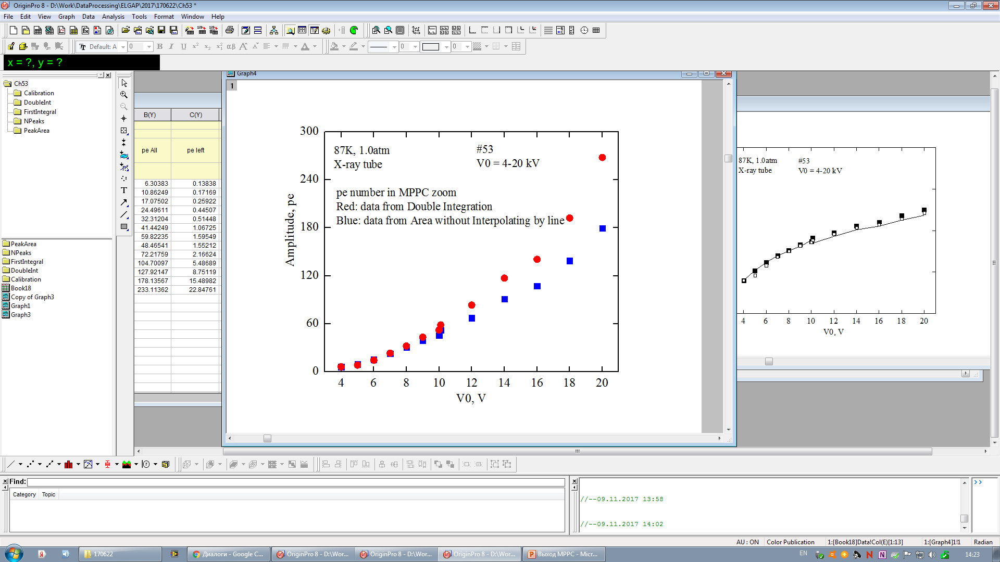 OriginPro 8 - D:\Work\DataProcessing\ELGAP\2017\170622\Ch53 *
File Edit View Graph Data Analysis Tools Format Window Help
Default: A 0 B I U 0 0
x = ?, y = ?
Ch53
Calibration
DoubleInt
FirstIntegral
NPeaks
PeakArea
PeakArea
NPeaks
FirstIntegral
DoubleInt
Calibration
Book18
Copy of Graph3
Graph1
Graph3
B(Y) C(Y)
pe All pe left
6.30383 0.13838
10.86249 0.17169
17.07502 0.25922
24.49611 0.44507
32.31204 0.51448
41.44249 1.06725
59.82235 1.59549
48.46541 1.55212
72.21759 2.16624
104.70097 5.48689
127.92147 8.75119
178.13567 15.48982
233.11362 22.84761
Graph4
1
300
240
180
120
60
0
Amplitude, pe
87K, 1.0atm
X-ray tube
#53
V0 = 4-20 kV
pe number in MPPC zoom
Red: data from Double Integration
Blue: data from Area without Interpolating by line
4 6 8 10 12 14 16 18 20
V0, V
87K, 1.0atm
X-ray tube
#53
V0 = 4-20 kV
4 6 8 10 12 14 16 18 20
V0, V
Find:
Category Topic
//--09.11.2017 13:58
//--09.11.2017 14:02
>>
AU : ON Color Publication 1:[Book18]Data!Col(E)[1:13] 1:[Graph4]1!1 Radian
170622
Диалоги - Google C...
OriginPro 8 - D:\Wor...
OriginPro 8 - D:\Wor...
OriginPro 8 - D:\Wor...
Выход MPPC - Micr...
EN
14:23